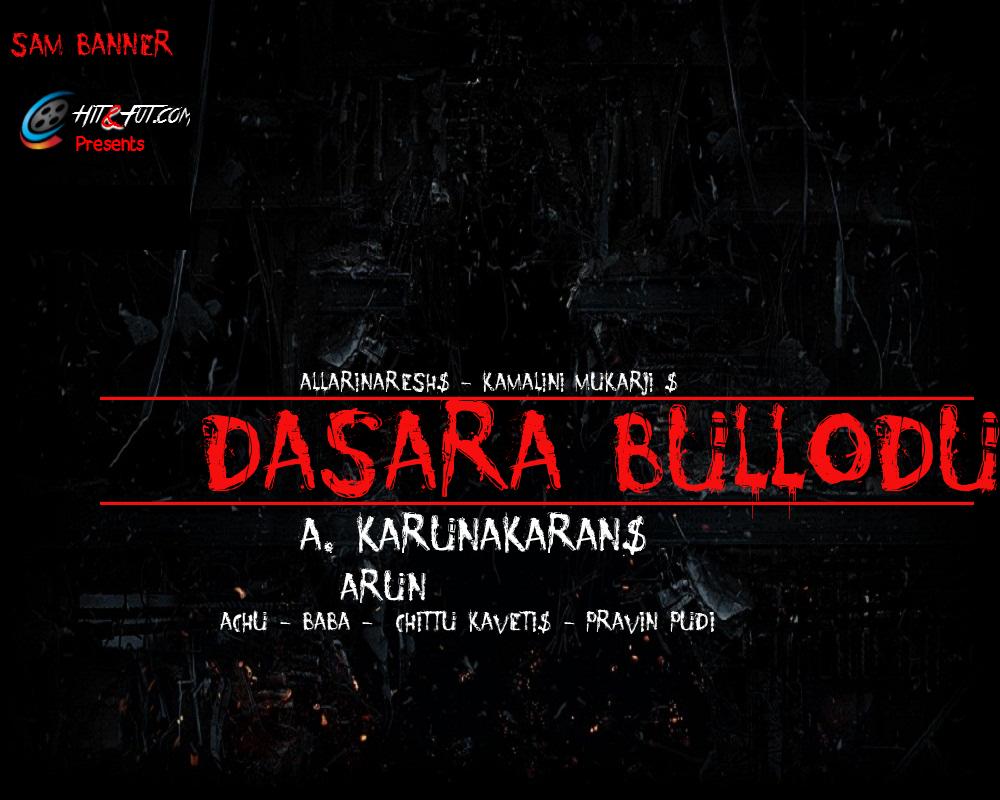 SAM BANNER
HIT&FUT.COM
Presents
ALLARINARESH$ - KAMALINI MUKARJI $
DASARA BULLODU
A. KARUNAKARAN$
ARUN
ACHU - BABA - CHITTU KAVETI$ - PRAVIN PUDI